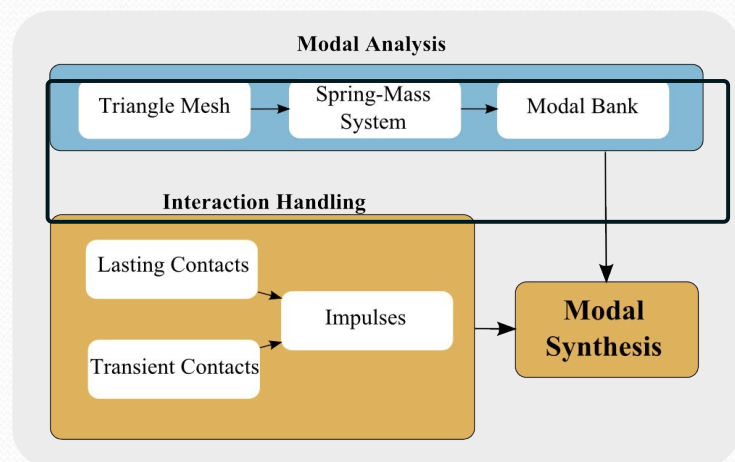 Modal Analysis
Triangle Mesh
Spring-Mass
System
Modal Bank
Interaction Handling
Lasting Contacts
Impulses
Transient Contacts
Modal
Synthesis